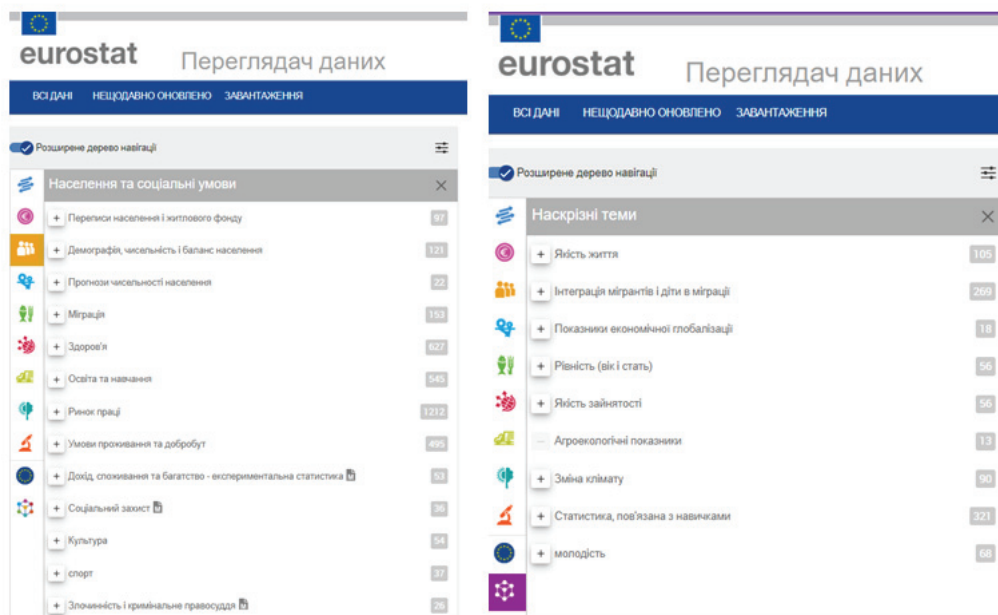 eurostat
Переглядач даних
ВСІ ДАНІ НЕЩОДАВНО ОНОВЛЕНО ЗАВАНТАЖЕННЯ
Розширене дерево навігації
Населення та соціальні умови
Переписи населення і житлового фонду 97
Демографія, чисельність і баланс населення 121
Прогнози чисельності населення 22
Міграція 153
Здоров'я 627
Освіта та навчання 545
Ринок праці 1212
Умови проживання та добробут 495
Дохід, споживання та багатство - експериментальна статистика 53
Соціальний захист 36
Культура 54
спорт 37
Злочинність і кримінальне правосуддя 26
eurostat
Переглядач даних
ВСІ ДАНІ НЕЩОДАВНО ОНОВЛЕНО ЗАВАНТАЖЕННЯ
Розширене дерево навігації
Наскрізні теми
Якість життя 105
Інтеграція мігрантів і діти в міграції 269
Показники економічної глобалізації 18
Рівність (вік і стать) 56
Якість зайнятості 56
Агроекологічні показники 13
Зміна клімату 90
Статистика, пов'язана з навичками 321
молодість 68